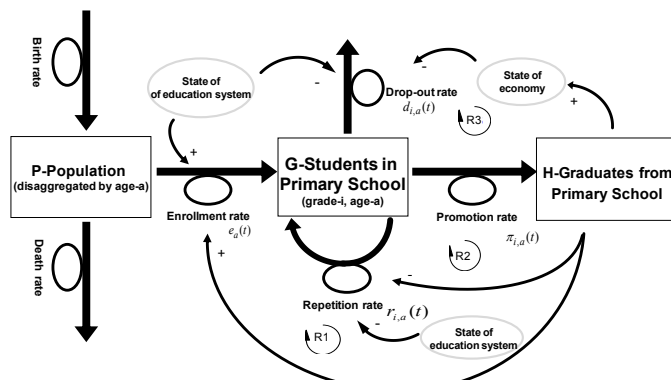 Birth rate
State of
of education system
+
-
Drop-out rate
d_{i,a}(t)
-
State of
economy
+
R3
P-Population
(disaggregated by age-a)
+
G-Students in
Primary School
(grade-i, age-a)
H-Graduates from
Primary School
Enrollment rate
e_a(t)
+
Promotion rate
π_{i,a}(t)
R2
Death rate
-
Repetition rate
r_{i,a}(t)
-
R1
State of
education system